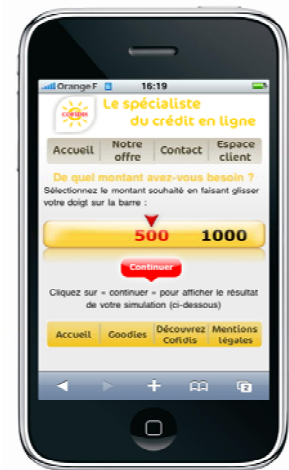 Orange F 16:19
cofidis
Le spécialiste
du crédit en ligne
Accueil Notre offre Contact Espace client
De quel montant avez-vous besoin ?
Sélectionnez le montant souhaité en faisant glisser
votre doigt sur la barre :
500 1000
Continuer
Cliquez sur « continuer » pour afficher le résultat
de votre simulation (ci-dessous)
Accueil Goodies Découvrez Cofidis Mentions légales
2